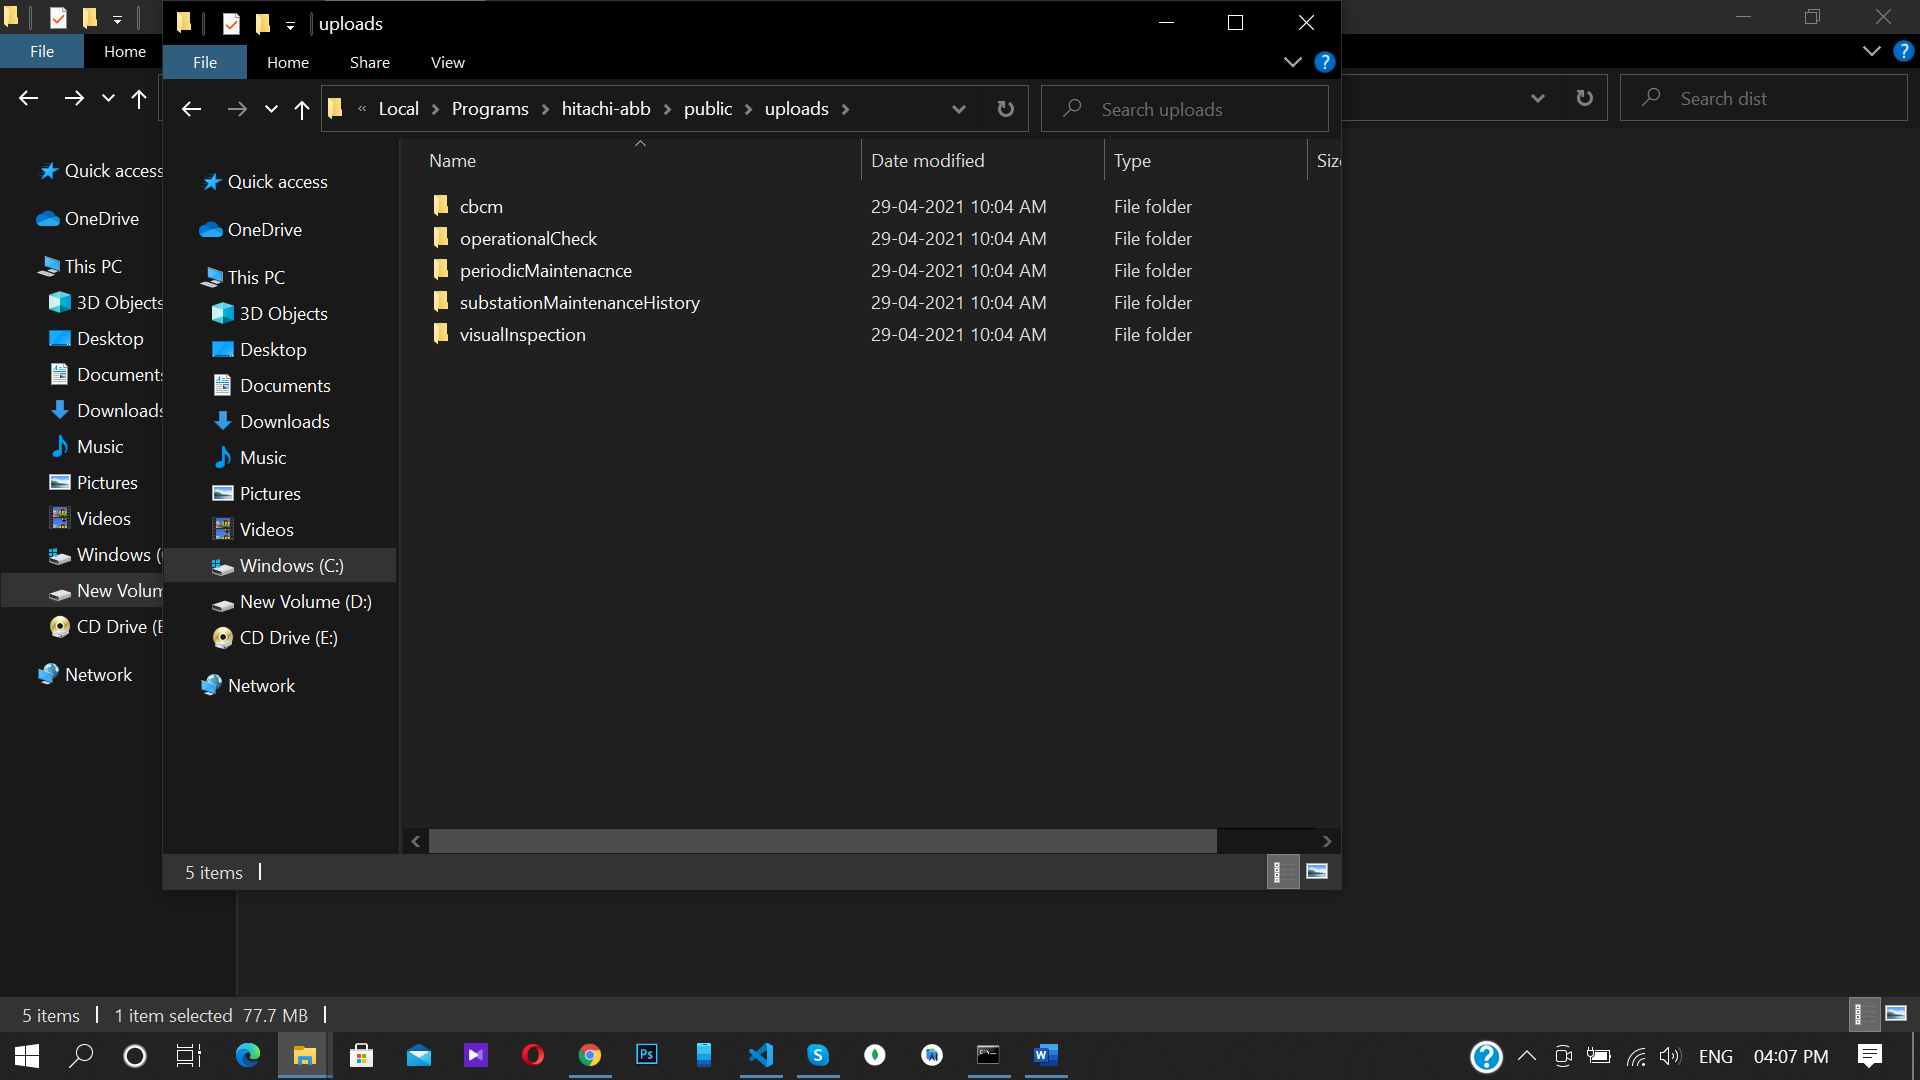 uploads
File Home
File Home Share View
« Local > Programs > hitachi-abb > public > uploads >
Search uploads
Search dist
Quick access
OneDrive
This PC
3D Objects
Desktop
Documents
Downloads
Music
Pictures
Videos
Windows (
New Volum
CD Drive (E
Network
Quick access
OneDrive
This PC
3D Objects
Desktop
Documents
Downloads
Music
Pictures
Videos
Windows (C:)
New Volume (D:)
CD Drive (E:)
Network
Name Date modified Type Siz
cbcm 29-04-2021 10:04 AM File folder
operationalCheck 29-04-2021 10:04 AM File folder
periodicMaintenacnce 29-04-2021 10:04 AM File folder
substationMaintenanceHistory 29-04-2021 10:04 AM File folder
visualInspection 29-04-2021 10:04 AM File folder
5 items
5 items 1 item selected 77.7 MB
Ps
ENG 04:07 PM